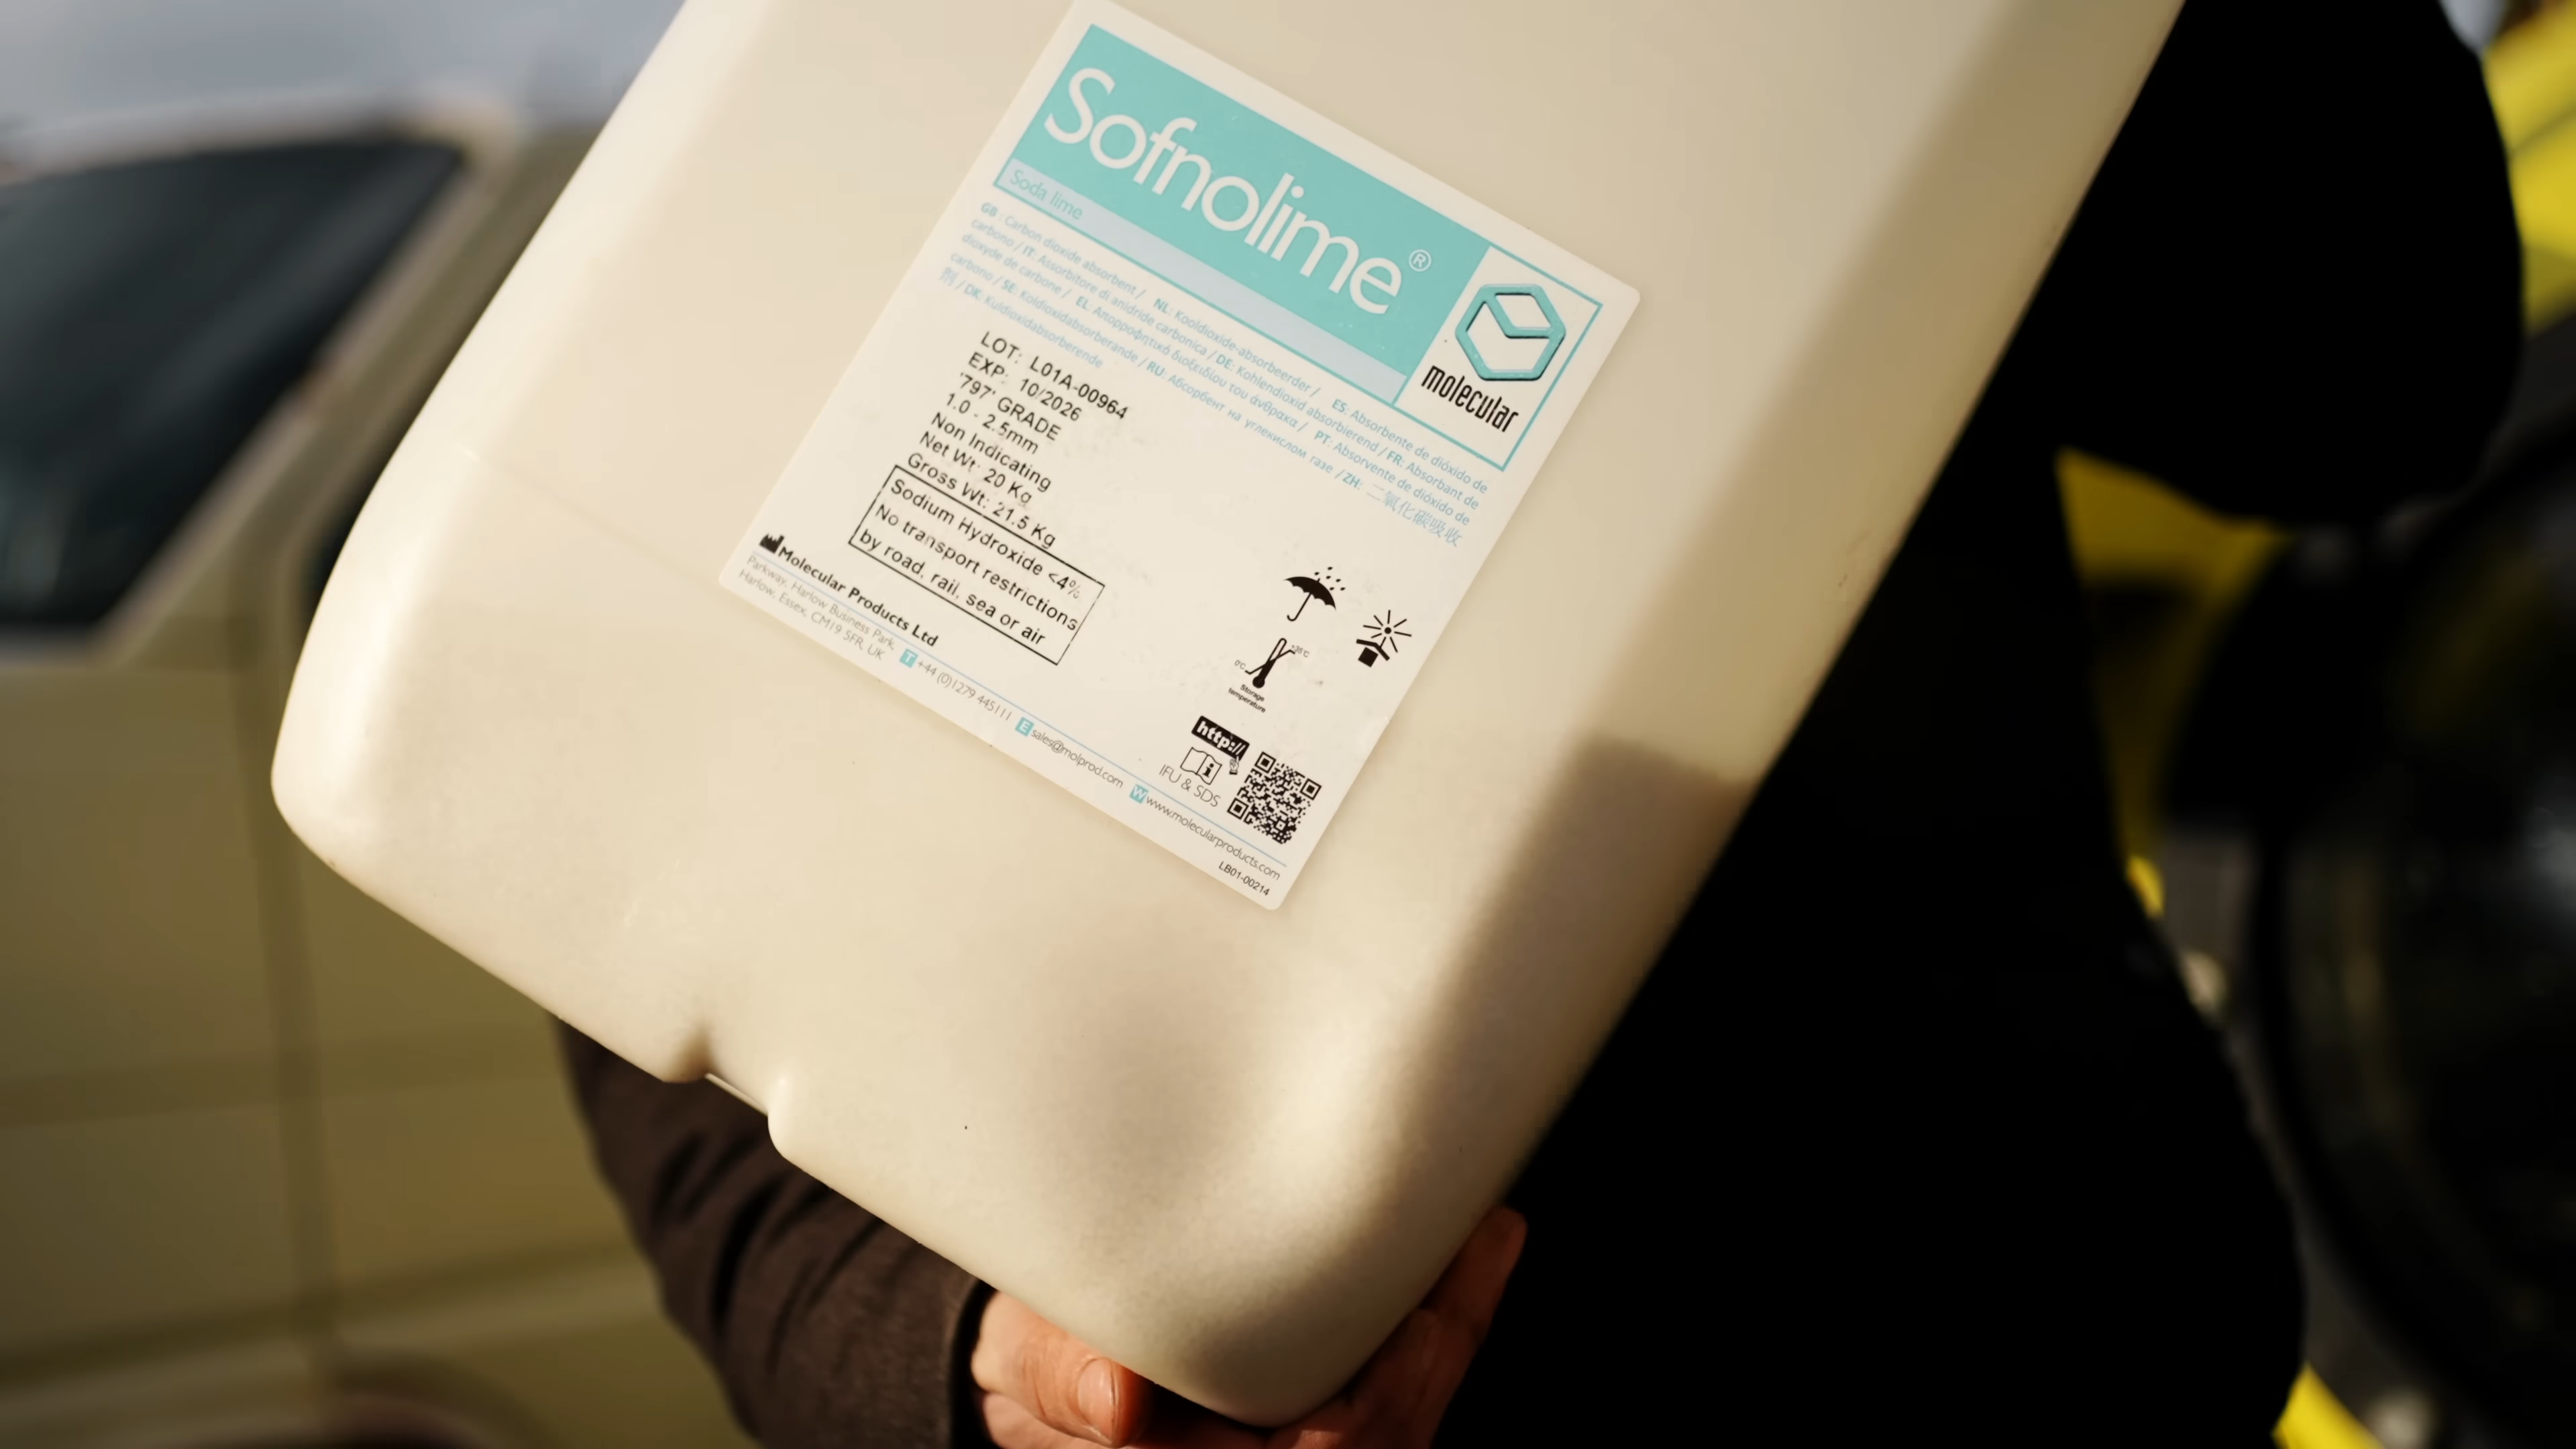 Sofnolime®
Soda lime
molecular
GB: Carbon dioxide absorbent / NL: Kooldioxide-absorbeerder / ES: Absorbente de dióxido de
carbono / IT: Assorbitore di anidride carbonica / DE: Kohlendioxid absorbierend / FR: Absorbant de
dioxyde de carbone / EL: Απορροφητικό διοξειδίου του άνθρακα / PT: Absorvente de dióxido de
carbono / SE: Koldioxidabsorberande / RU: Абсорбент на углекислом газе / ZH: 二氧化碳吸收
剂 / DK: Kuldioxidabsorberende
LOT: L01A-00964
EXP: 10/2026
'797' GRADE
1.0 - 2.5mm
Non Indicating
Net Wt: 20 Kg
Gross Wt: 21.5 Kg
Sodium Hydroxide <4%
No transport restrictions
by road, rail, sea or air
0°C
Storage
temperature
http://
IFU & SDS
Molecular Products Ltd
Parkway, Harlow Business Park,
Harlow, Essex, CM19 5FR, UK
T +44 (0)1279 445111 E sales@molprod.com W www.molecularproducts.com
LB01-00214